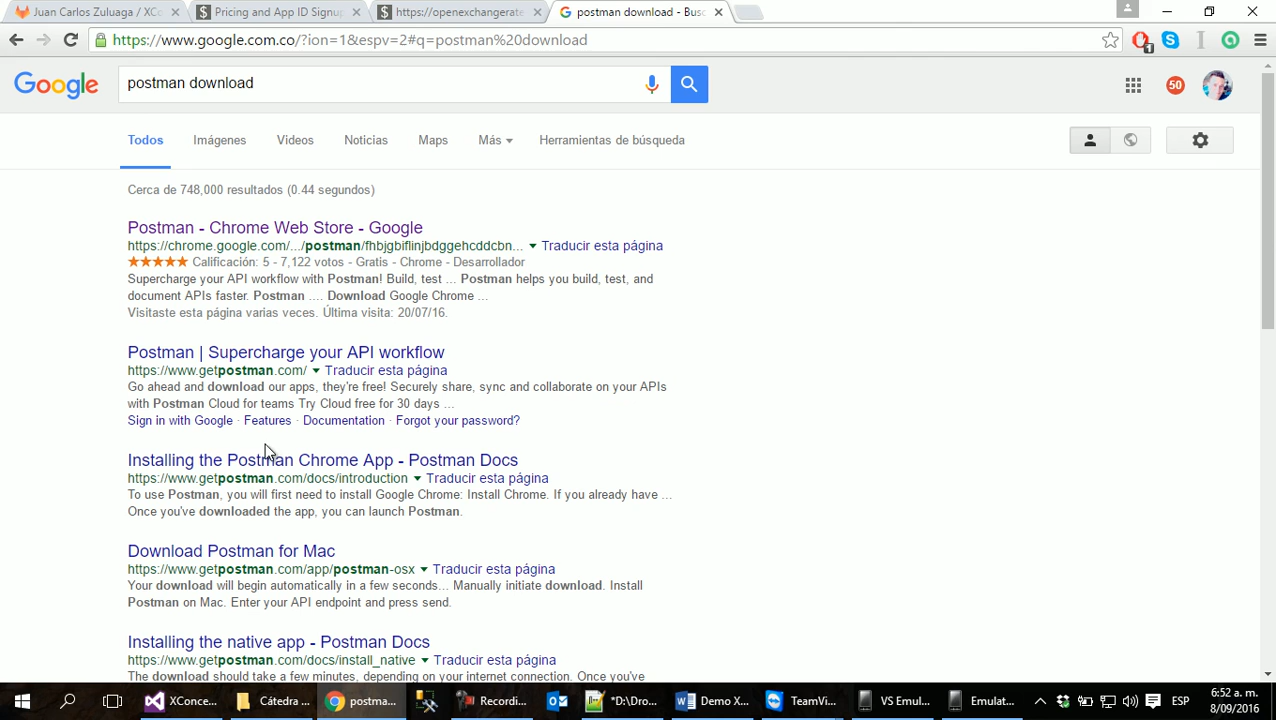 Juan Carlos Zuluaga / XCo
Pricing and App ID Signup
https://openexchangerate
postman download - Bus
https://www.google.com.co/?ion=1&espv=2#q=postman%20download
1
Google
postman download
50
Todos Imágenes Videos Noticias Maps Más Herramientas de búsqueda
Cerca de 748,000 resultados (0.44 segundos)
Postman - Chrome Web Store - Google
https://chrome.google.com/.../postman/fhbjgbiflinjbdggehcddcbn... Traducir esta página
Calificación: 5 - 7,122 votos - Gratis - Chrome - Desarrollador
Supercharge your API workflow with Postman! Build, test ... Postman helps you build, test, and
document APIs faster. Postman .... Download Google Chrome ...
Visitaste esta página varias veces. Última visita: 20/07/16.
Postman | Supercharge your API workflow
https://www.getpostman.com/ Traducir esta página
Go ahead and download our apps, they're free! Securely share, sync and collaborate on your APIs
with Postman Cloud for teams Try Cloud free for 30 days ...
Sign in with Google · Features · Documentation · Forgot your password?
Installing the Postman Chrome App - Postman Docs
https://www.getpostman.com/docs/introduction Traducir esta página
To use Postman, you will first need to install Google Chrome: Install Chrome. If you already have ...
Once you've downloaded the app, you can launch Postman.
Download Postman for Mac
https://www.getpostman.com/app/postman-osx Traducir esta página
Your download will begin automatically in a few seconds... Manually initiate download. Install
Postman on Mac. Enter your API endpoint and press send.
Installing the native app - Postman Docs
https://www.getpostman.com/docs/install_native Traducir esta página
The download should take a few minutes, depending on your internet connection. Once you've
XConce... Cátedra ... postma... Recordi... *D:\Dro... Demo X... TeamVi... VS Emul... Emulat... ESP
6:52 a. m.
8/09/2016